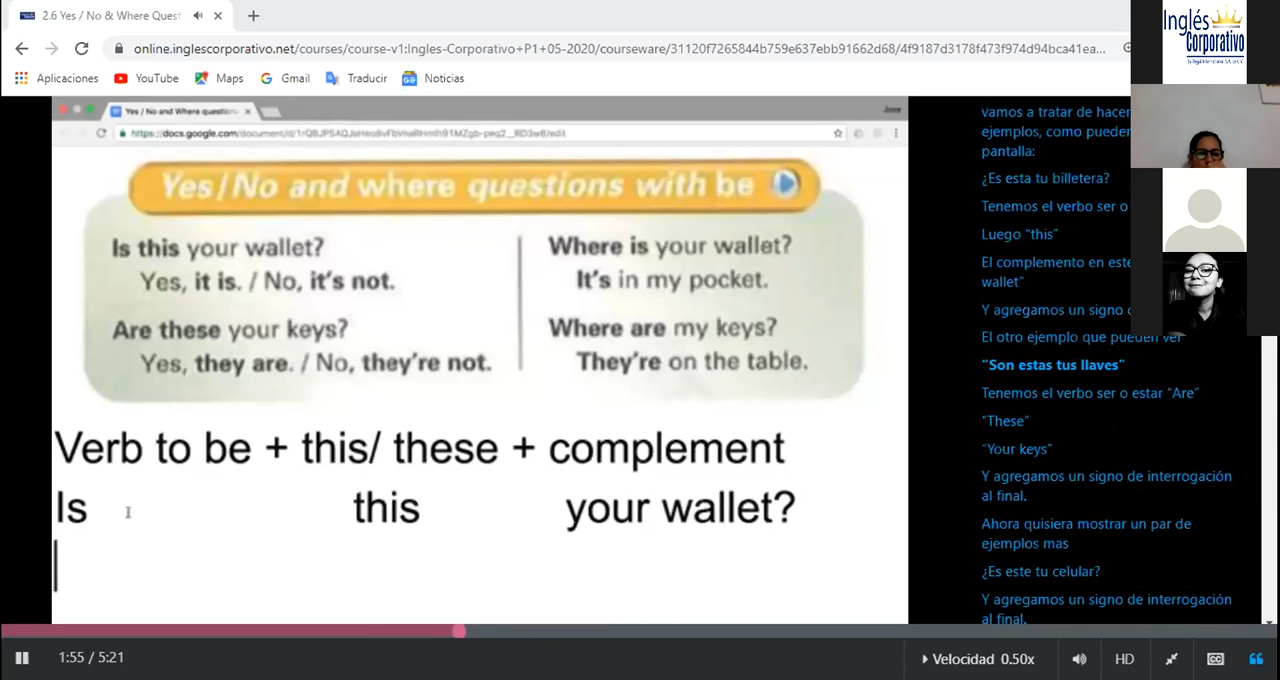 2.6 Yes / No & Where Quest
online.inglescorporativo.net/courses/course-v1:Ingles-Corporativo+P1+05-2020/courseware/31120f7265844b759e637ebb91662d68/4f9187d3178f473f974d94bca41ea...
Aplicaciones YouTube Maps Gmail Traducir Noticias
Inglés
Corporativo
Yes / No and Where question
Yes/No and where questions with be
Is this your wallet?
Yes, it is. / No, it's not.
Are these your keys?
Yes, they are. / No, they're not.
Where is your wallet?
It's in my pocket.
Where are my keys?
They're on the table.
Verb to be + this/ these + complement
Is this your wallet?
vamos a tratar de hacer
ejemplos, como pueden
pantalla:
¿Es esta tu billetera?
Tenemos el verbo ser o
Luego “this”
El complemento en este
wallet”
Y agregamos un signo
El otro ejemplo que pueden ver
“Son estas tus llaves”
Tenemos el verbo ser o estar “Are”
“These”
“Your keys”
Y agregamos un signo de interrogación
al final.
Ahora quisiera mostrar un par de
ejemplos mas
¿Es este tu celular?
Y agregamos un signo de interrogación
al final.
1:55 / 5:21
Velocidad 0.50x
HD
CC